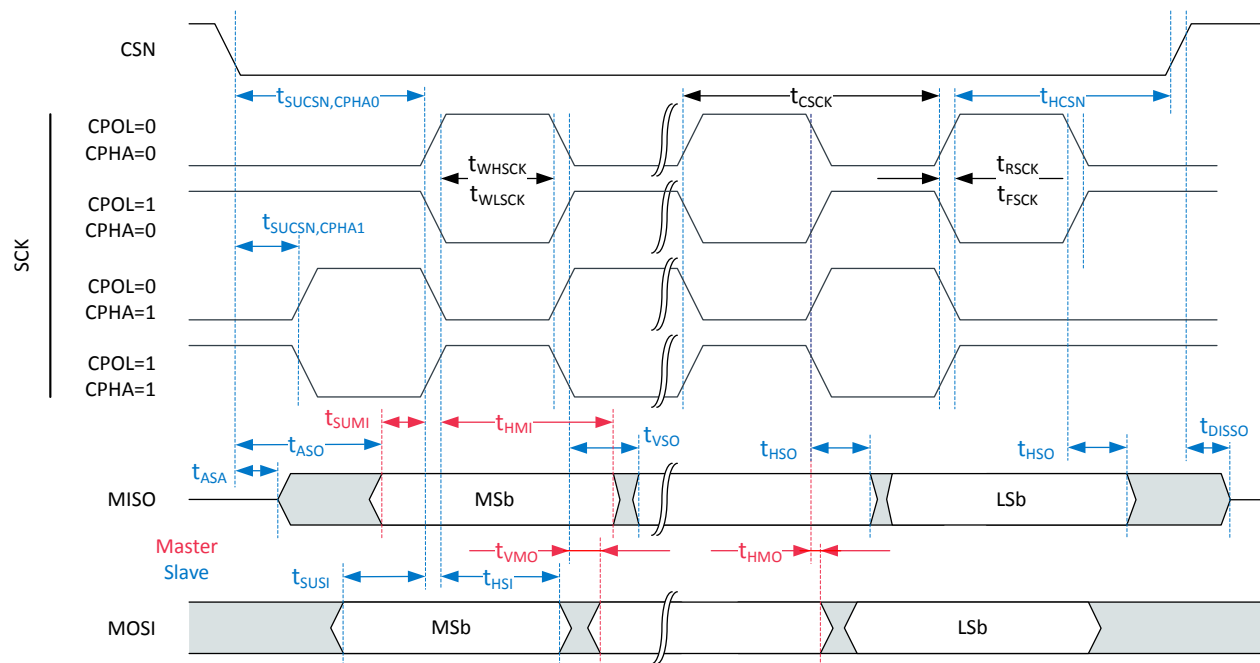 CSN
tSUCSN,CPHA0
tCSCK
tHCSN
SCK
CPOL=0
CPHA=0
tWHSCK
tWLSCK
tRSCK
tFSCK
CPOL=1
CPHA=0
tSUCSN,CPHA1
CPOL=0
CPHA=1
CPOL=1
CPHA=1
tSUMI
tHMI
tASO
tVSO
tHSO
tHSO
tDISSO
tASA
MISO
MSb
LSb
Master
Slave
tVMO
tHMO
tSUSI
tHSI
MOSI
MSb
LSb